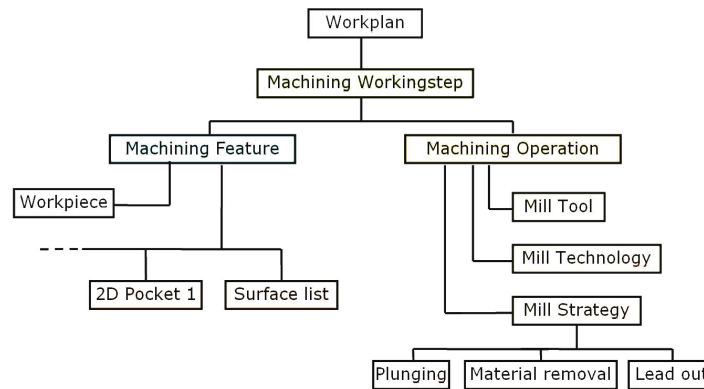 Workplan
Machining Workingstep
Machining Feature
Machining Operation
Workpiece
Mill Tool
Mill Technology
2D Pocket 1
Surface list
Mill Strategy
Plunging
Material removal
Lead out